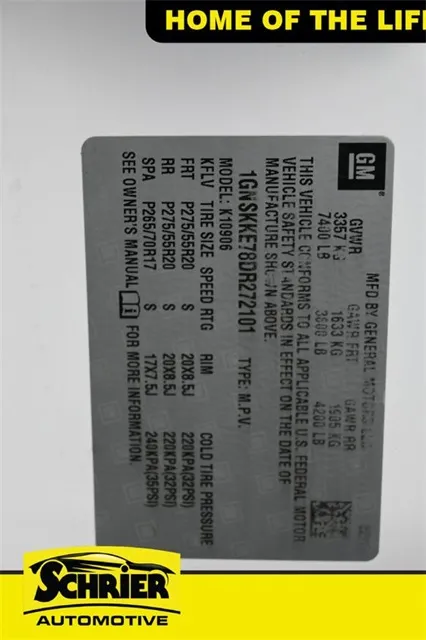 HOME OF THE LIF
GM
MFD BY GENERAL MOTORS LLC
GVWR GAWR FRT GAWR RR
3357 KG 1633 KG 1905 KG
7400 LB 3600 LB 4200 LB
THIS VEHICLE CONFORMS TO ALL APPLICABLE U.S. FEDERAL MOTOR
VEHICLE SAFETY STANDARDS IN EFFECT ON THE DATE OF
MANUFACTURE SHOWN ABOVE.
1GNSKKE78DR272101 TYPE: M.P.V.
MODEL: K10906
KFLV TIRE SIZE SPEED RTG RIM COLD TIRE PRESSURE
FRT P275/55R20 S 20X8.5J 220KPA(32PSI)
RR P275/55R20 S 20X8.5J 220KPA(32PSI)
SPA P265/70R17 S 17X7.5J 240KPA(35PSI)
SEE OWNER'S MANUAL FOR MORE INFORMATION.
SCHRIER
AUTOMOTIVE